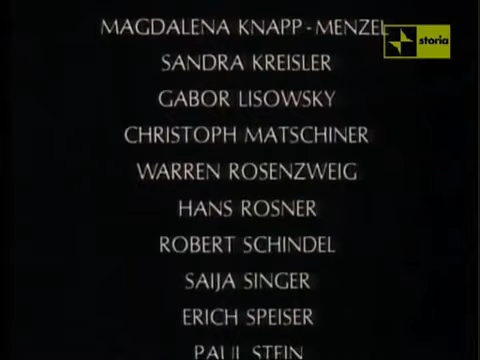 MAGDALENA KNAPP-MENZEL
storia
SANDRA KREISLER
GABOR LISOWSKY
CHRISTOPH MATSCHINER
WARREN ROSENZWEIG
HANS ROSNER
ROBERT SCHINDEL
SAIJA SINGER
ERICH SPEISER
PAUL STEIN